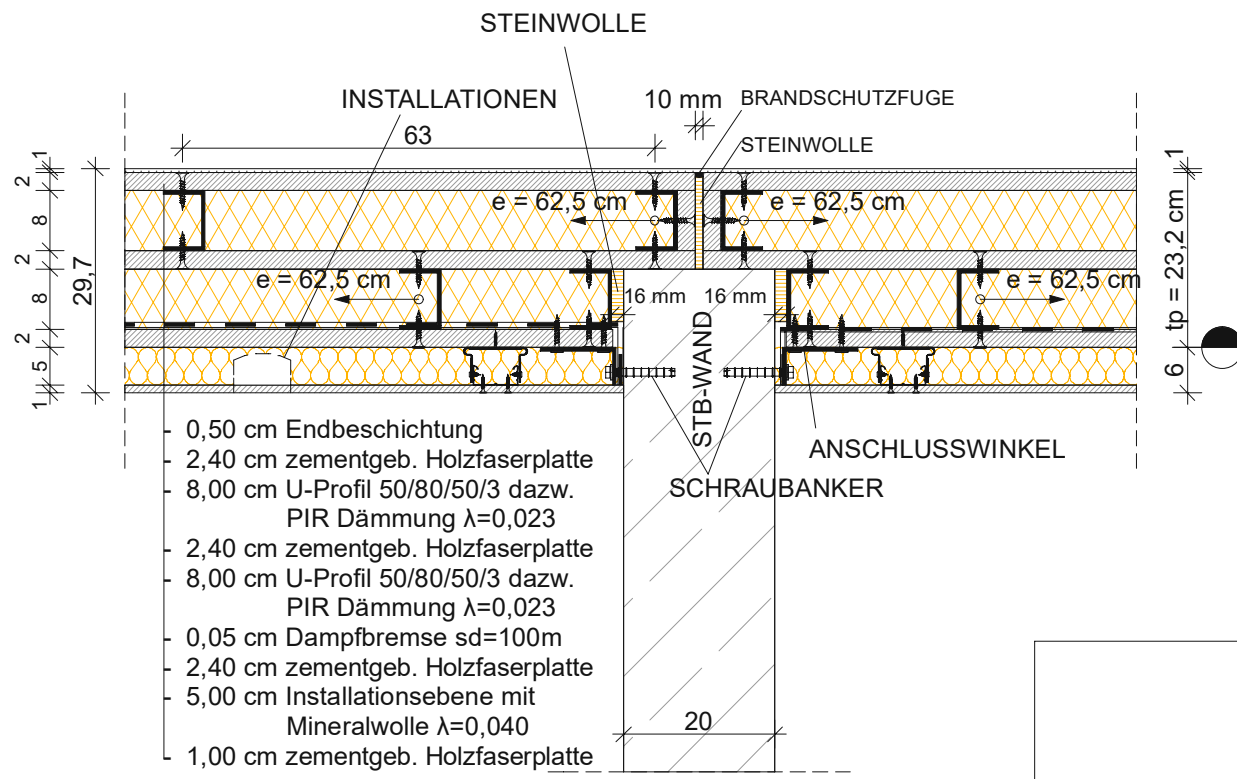 STEINWOLLE
INSTALLATIONEN
10 mm
BRANDSCHUTZFUGE
STEINWOLLE
63
1
2
8
2
8
2
5
1
29,7
e = 62,5 cm
e = 62,5 cm
e = 62,5 cm
e = 62,5 cm
16 mm
16 mm
1
tp = 23,2 cm
6
STB-WAND
ANSCHLUSSWINKEL
SCHRAUBANKER
20
- 0,50 cm Endbeschichtung
- 2,40 cm zementgeb. Holzfaserplatte
- 8,00 cm U-Profil 50/80/50/3 dazw.
PIR Dämmung λ=0,023
- 2,40 cm zementgeb. Holzfaserplatte
- 8,00 cm U-Profil 50/80/50/3 dazw.
PIR Dämmung λ=0,023
- 0,05 cm Dampfbremse sd=100m
- 2,40 cm zementgeb. Holzfaserplatte
- 5,00 cm Installationsebene mit
Mineralwolle λ=0,040
- 1,00 cm zementgeb. Holzfaserplatte